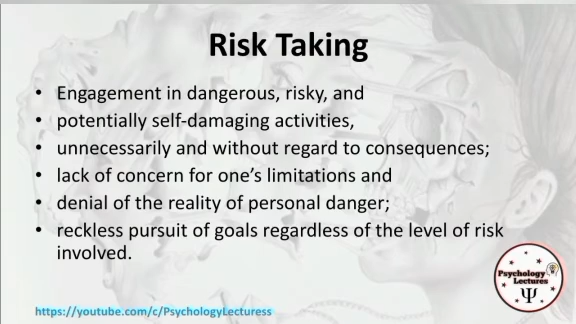 Risk Taking
• Engagement in dangerous, risky, and
• potentially self-damaging activities,
• unnecessarily and without regard to consequences;
• lack of concern for one’s limitations and
• denial of the reality of personal danger;
• reckless pursuit of goals regardless of the level of risk
involved.
Psychology
Lectures
Ψ
https://youtube.com/c/PsychologyLecturess